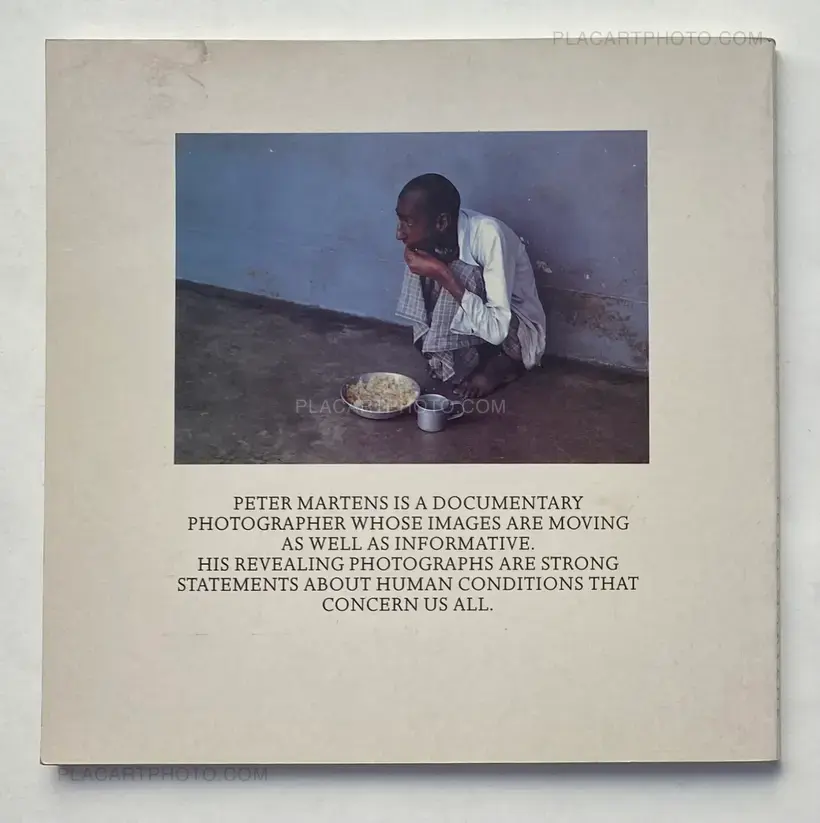 PLACARTPHOTO.COM
PLACARTPHOTO.COM
PETER MARTENS IS A DOCUMENTARY
PHOTOGRAPHER WHOSE IMAGES ARE MOVING
AS WELL AS INFORMATIVE.
HIS REVEALING PHOTOGRAPHS ARE STRONG
STATEMENTS ABOUT HUMAN CONDITIONS THAT
CONCERN US ALL.
PLACARTPHOTO.COM